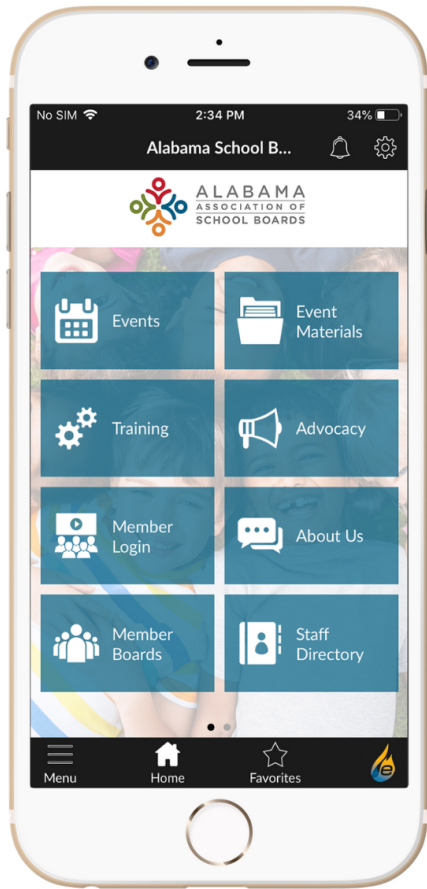 No SIM 2:34 PM 34%
Alabama School B...
ALABAMA
ASSOCIATION OF
SCHOOL BOARDS
Events
Event
Materials
Training
Advocacy
Member
Login
About Us
Member
Boards
Staff
Directory
Menu Home Favorites
e